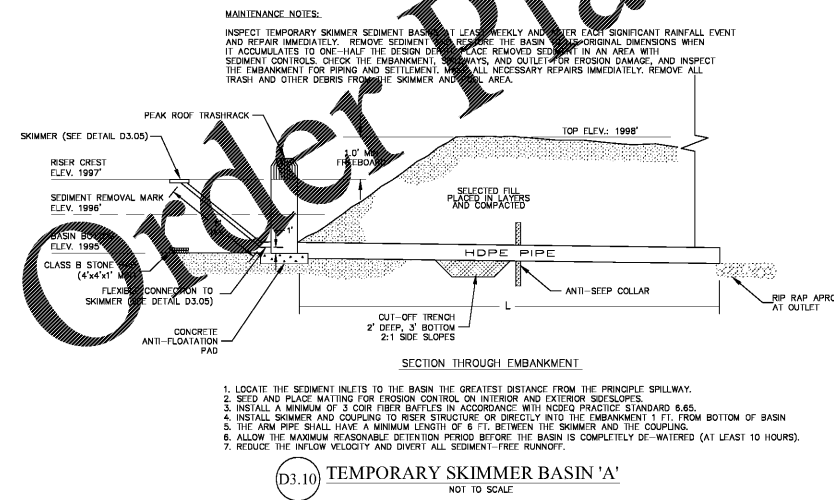 MAINTENANCE NOTES:
INSPECT TEMPORARY SKIMMER SEDIMENT BASINS AT LEAST WEEKLY AND AFTER EACH SIGNIFICANT RAINFALL EVENT
AND REPAIR IMMEDIATELY. REMOVE SEDIMENT AND RESTORE THE BASIN TO ITS ORIGINAL DIMENSIONS WHEN
IT ACCUMULATES TO ONE-HALF THE DESIGN DEPTH. PLACE REMOVED SEDIMENT IN AN AREA WITH
SEDIMENT CONTROLS. CHECK THE EMBANKMENT, SPILLWAYS, AND OUTLET FOR EROSION DAMAGE, AND INSPECT
THE EMBANKMENT FOR PIPING AND SETTLEMENT. MAKE ALL NECESSARY REPAIRS IMMEDIATELY. REMOVE ALL
TRASH AND OTHER DEBRIS FROM THE SKIMMER AND POOL AREA.
Order Pla
PEAK ROOF TRASHRACK
SKIMMER (SEE DETAIL D3.05)
TOP ELEV.: 1998'
1.0' MIN
FREEBOARD
RISER CREST
ELEV. 1997'
SEDIMENT REMOVAL MARK
ELEV. 1996'
SELECTED FILL
PLACED IN LAYERS
AND COMPACTED
1'
BASIN BOTTOM
ELEV. 1995
HDPE PIPE
CLASS B STONE PAD
(4'x4'x1' MIN)
FLEXIBLE CONNECTION TO
SKIMMER (SEE DETAIL D3.05)
ANTI-SEEP COLLAR
L
RIP RAP APRO
AT OUTLET
CUT-OFF TRENCH
2' DEEP, 3' BOTTOM
2:1 SIDE SLOPES
CONCRETE
ANTI-FLOATATION
PAD
SECTION THROUGH EMBANKMENT
1. LOCATE THE SEDIMENT INLETS TO THE BASIN THE GREATEST DISTANCE FROM THE PRINCIPLE SPILLWAY.
2. SEED AND PLACE MATTING FOR EROSION CONTROL ON INTERIOR AND EXTERIOR SIDESLOPES.
3. INSTALL A MINIMUM OF 3 COIR FIBER BAFFLES IN ACCORDANCE WITH NCDEQ PRACTICE STANDARD 6.65.
4. INSTALL SKIMMER AND COUPLING TO RISER STRUCTURE OR DIRECTLY INTO THE EMBANKMENT 1 FT. FROM BOTTOM OF BASIN
5. THE ARM PIPE SHALL HAVE A MINIMUM LENGTH OF 6 FT. BETWEEN THE SKIMMER AND THE COUPLING.
6. ALLOW THE MAXIMUM REASONABLE DETENTION PERIOD BEFORE THE BASIN IS COMPLETELY DE-WATERED (AT LEAST 10 HOURS).
7. REDUCE THE INFLOW VELOCITY AND DIVERT ALL SEDIMENT-FREE RUNNOFF.
D3.10 TEMPORARY SKIMMER BASIN 'A'
NOT TO SCALE